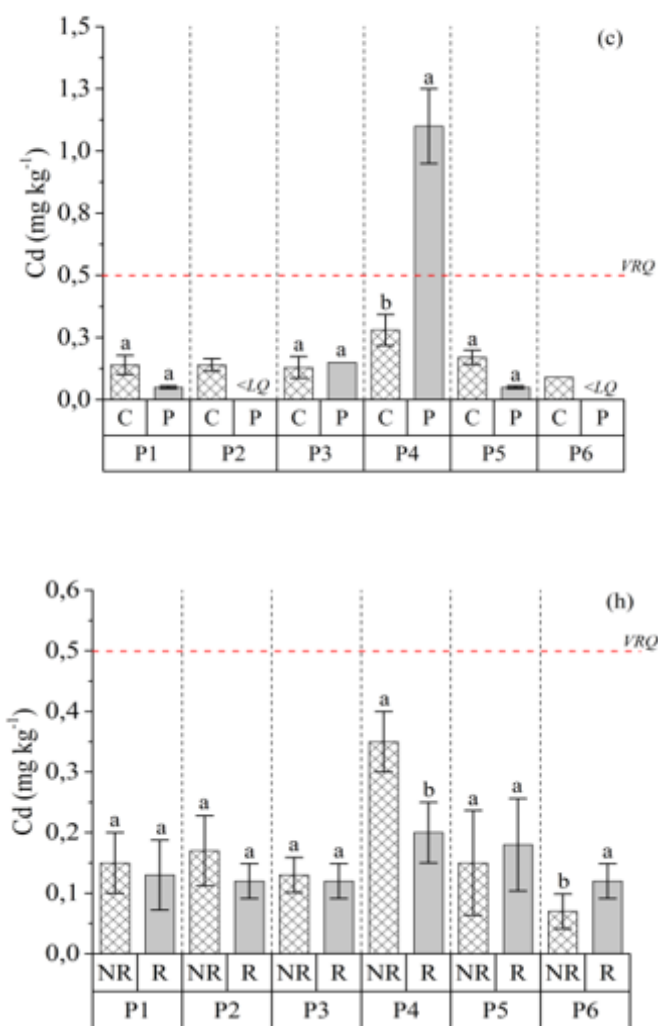 (c)
1,5
1,3
1,0
0,8
0,5
0,3
0,0
Cd (mg kg⁻¹)
VRQ
a a <LQ a a b a a a <LQ
C P C P C P C P C P C P
P1 P2 P3 P4 P5 P6
(h)
0,6
0,5
0,4
0,3
0,2
0,1
0,0
Cd (mg kg⁻¹)
VRQ
a a a a a a a b a a b a
NR R NR R NR R NR R NR R NR R
P1 P2 P3 P4 P5 P6